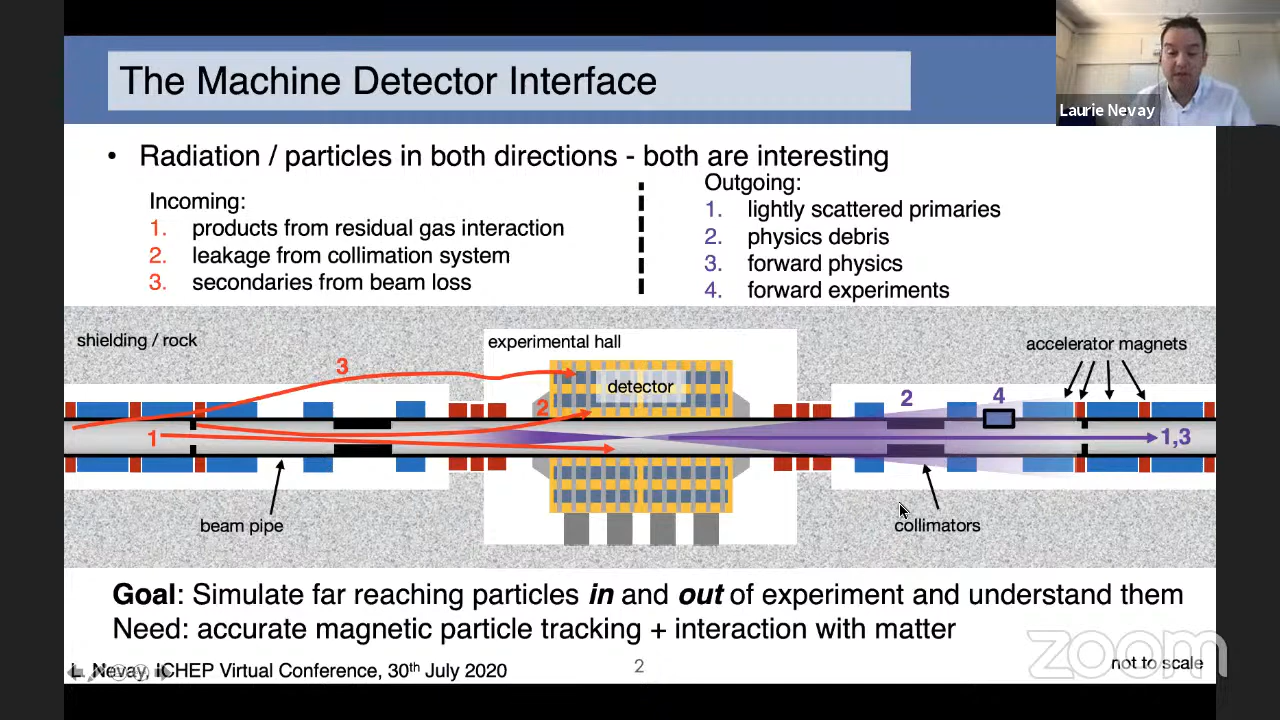 The Machine Detector Interface
Laurie Nevay
• Radiation / particles in both directions - both are interesting
Incoming:
1. products from residual gas interaction
2. leakage from collimation system
3. secondaries from beam loss
Outgoing:
1. lightly scattered primaries
2. physics debris
3. forward physics
4. forward experiments
shielding / rock
experimental hall
accelerator magnets
3
detector
2
2
4
1
1,3
beam pipe
collimators
Goal: Simulate far reaching particles in and out of experiment and understand them
Need: accurate magnetic particle tracking + interaction with matter
L. Nevay, ICHEP Virtual Conference, 30th July 2020
2
not to scale
zoom